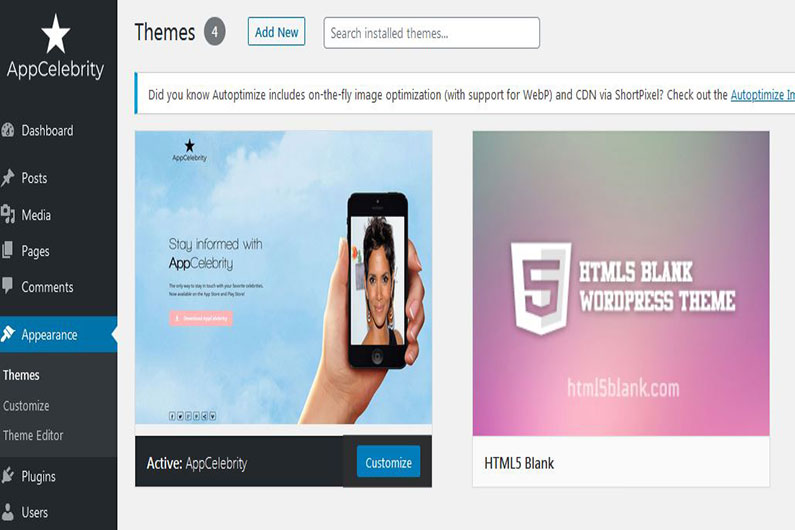 AppCelebrity
Dashboard
Posts
Media
Pages
Comments
Appearance
Themes
Customize
Theme Editor
Plugins
Users
Themes 4 Add New Search installed themes...
Did you know Autoptimize includes on-the-fly image optimization (with support for WebP) and CDN via ShortPixel? Check out the Autoptimize Im
AppCelebrity
Stay informed with
AppCelebrity
The only way to stay in touch with your favorite celebrities.
Now available on the App Store and Play Store!
Download AppCelebrity
Active: AppCelebrity Customize
5 HTML5 BLANK
WORDPRESS THEME
html5blank.com
HTML5 Blank